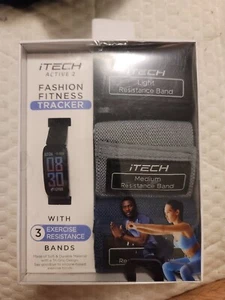 iTECH
ACTIVE 2
FASHION
FITNESS
TRACKER
08
30
WITH
3 EXERCISE
RESISTANCE
BANDS
iTECH
Light
Resistance Band
iTECH
Medium
Resistance Band